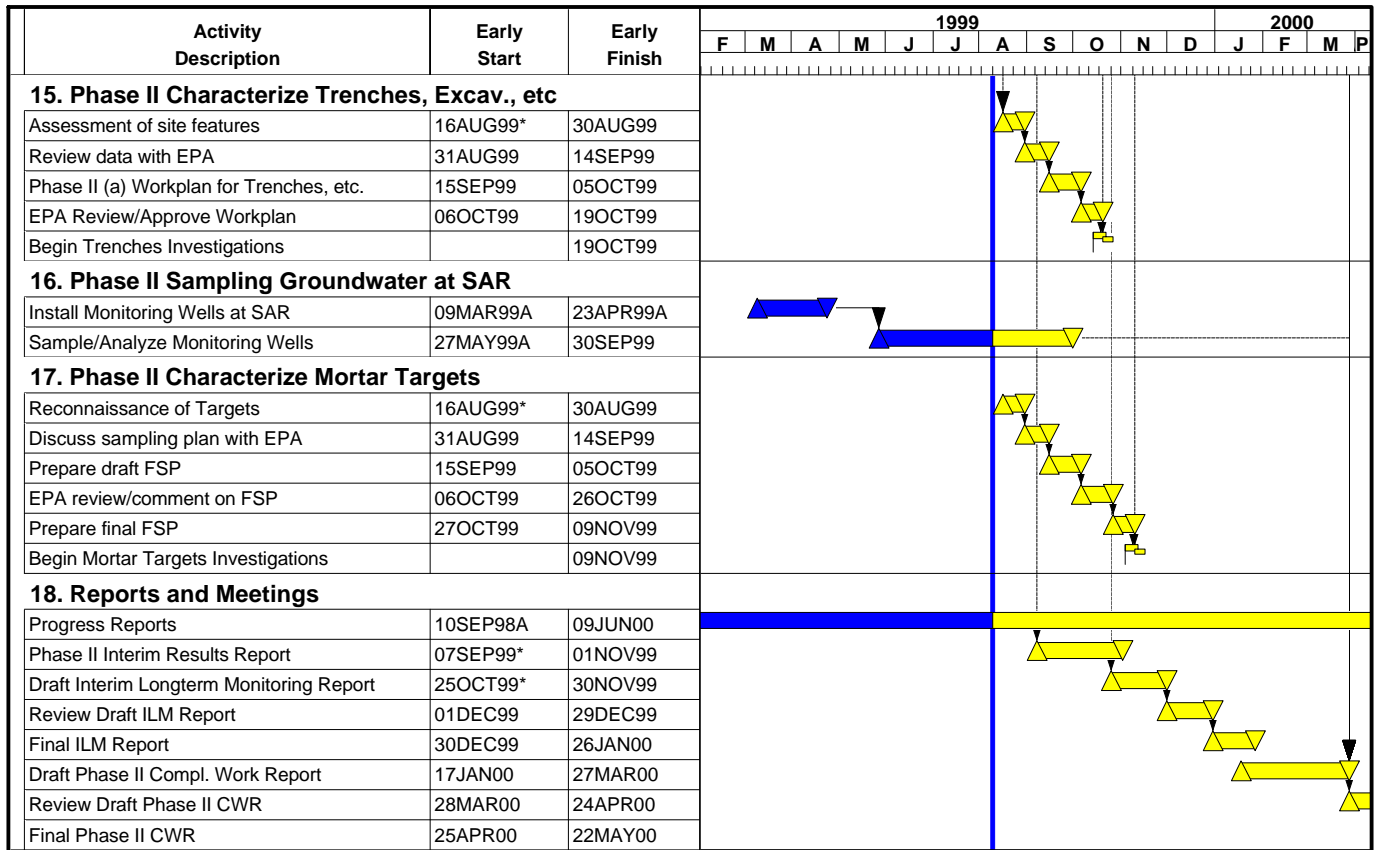 1999 2000
Activity Early Early
F M A M J J A S O N D J F M
Description Start Finish
15. Phase II Characterize Trenches, Excav., etc
Assessment of site features 16AUG99* 30AUG99
Review data with EPA 31AUG99 14SEP99
Phase II (a) Workplan for Trenches, etc. 15SEP99 05OCT99
EPA Review/Approve Workplan 06OCT99 19OCT99
Begin Trenches Investigations 19OCT99
16. Phase II Sampling Groundwater at SAR
Install Monitoring Wells at SAR 09MAR99A 23APR99A
Sample/Analyze Monitoring Wells 27MAY99A 30SEP99
17. Phase II Characterize Mortar Targets
Reconnaissance of Targets 16AUG99* 30AUG99
Discuss sampling plan with EPA 31AUG99 14SEP99
Prepare draft FSP 15SEP99 05OCT99
EPA review/comment on FSP 06OCT99 26OCT99
Prepare final FSP 27OCT99 09NOV99
Begin Mortar Targets Investigations 09NOV99
18. Reports and Meetings
Progress Reports 10SEP98A 09JUN00
Phase II Interim Results Report 07SEP99* 01NOV99
Draft Interim Longterm Monitoring Report 25OCT99* 30NOV99
Review Draft ILM Report 01DEC99 29DEC99
Final ILM Report 30DEC99 26JAN00
Draft Phase II Compl. Work Report 17JAN00 27MAR00
Review Draft Phase II CWR 28MAR00 24APR00
Final Phase II CWR 25APR00 22MAY00